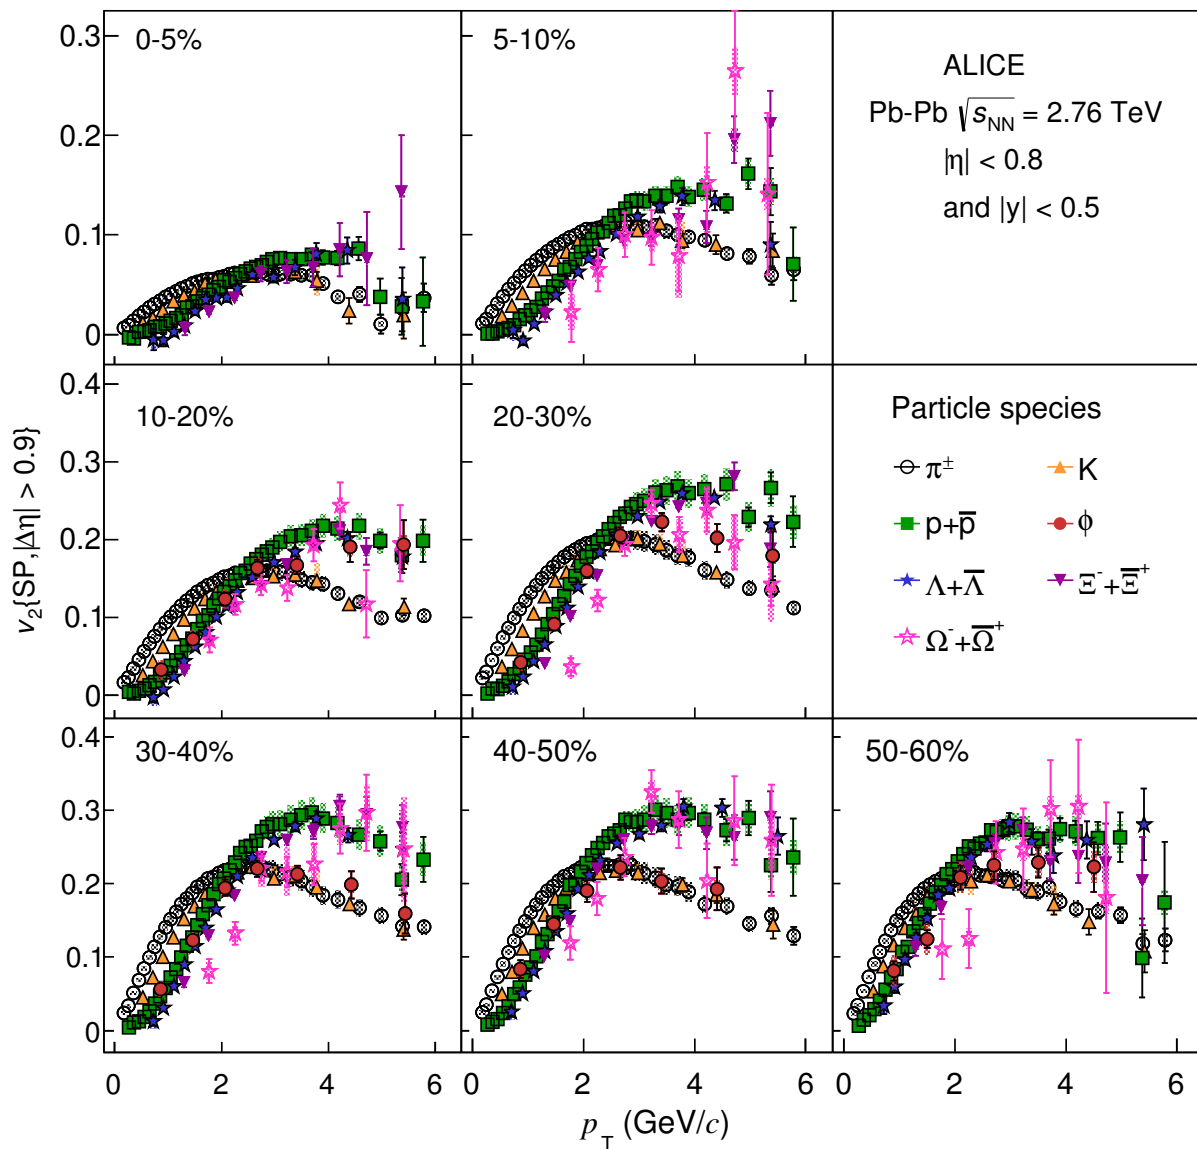 0-5%
5-10%
ALICE
Pb-Pb √sNN = 2.76 TeV
|η| < 0.8
and |y| < 0.5
0.3
0.2
0.1
0
10-20%
20-30%
Particle species
π± K
p+p̅ ϕ
Λ+Λ̅ Ξ⁻+Ξ̅⁺
Ω⁻+Ω̅⁺
0.4
0.3
0.2
0.1
0
v2{SP,|Δη| > 0.9}
30-40%
40-50%
50-60%
0.4
0.3
0.2
0.1
0
0 2 4 6 0 2 4 6 0 2 4 6
pT (GeV/c)